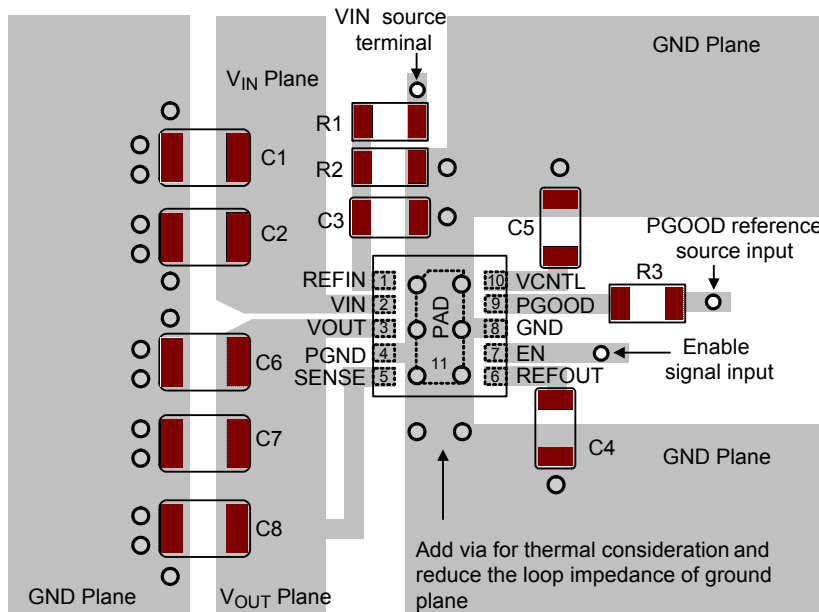 VIN source
terminal
GND Plane
VIN Plane
R1
C1
R2
C3
C5
PGOOD reference
source input
C2
R3
REFIN 1
10 VCNTL
VIN 2
9 PGOOD
PAD
VOUT 3
8 GND
PGND 4
7 EN
11
SENSE 5
6 REFOUT
Enable
signal input
C6
C7
C4
GND Plane
C8
Add via for thermal consideration and
reduce the loop impedance of ground
plane
GND Plane
VOUT Plane